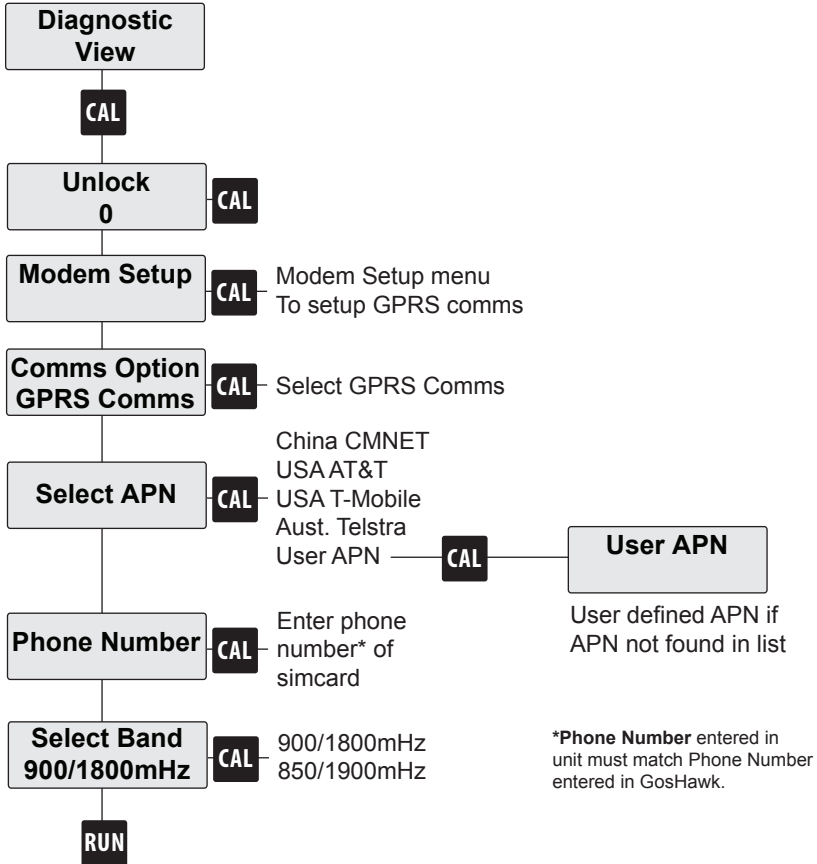 Diagnostic
View
CAL
Unlock
0
CAL
Modem Setup
CAL
Modem Setup menu
To setup GPRS comms
Comms Option
GPRS Comms
CAL
Select GPRS Comms
Select APN
CAL
China CMNET
USA AT&T
USA T-Mobile
Aust. Telstra
User APN
CAL
User APN
User defined APN if
APN not found in list
Phone Number
CAL
Enter phone
number* of
simcard
Select Band
900/1800mHz
CAL
900/1800mHz
850/1900mHz
*Phone Number entered in
unit must match Phone Number
entered in GosHawk.
RUN